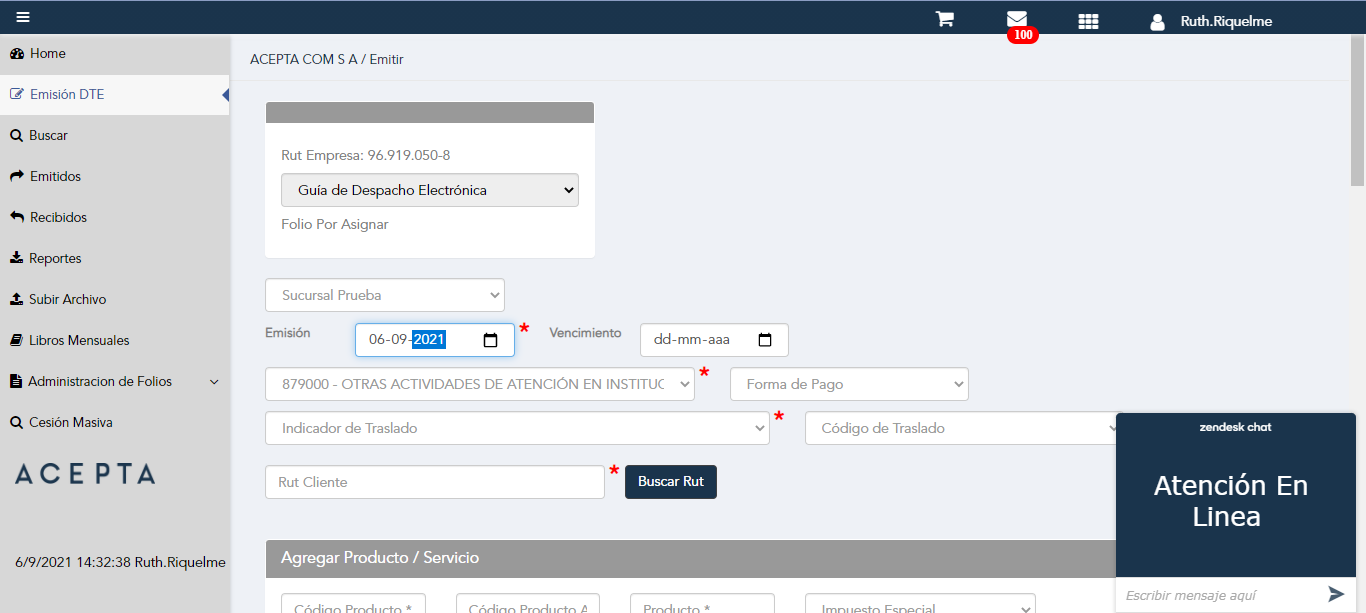 100
Ruth.Riquelme
Home
Emisión DTE
Buscar
Emitidos
Recibidos
Reportes
Subir Archivo
Libros Mensuales
Administracion de Folios
Cesión Masiva
ACEPTA
6/9/2021 14:32:38 Ruth.Riquelme
ACEPTA COM S A / Emitir
Rut Empresa: 96.919.050-8
Guía de Despacho Electrónica
Folio Por Asignar
Sucursal Prueba
Emisión 06-09-2021 * Vencimiento dd-mm-aaa
879000 - OTRAS ACTIVIDADES DE ATENCIÓN EN INSTITUC * Forma de Pago
Indicador de Traslado * Código de Traslado
Rut Cliente * Buscar Rut
Agregar Producto / Servicio
Código Producto * Código Producto A Producto * Impuesto Especial
zendesk chat
Atención En
Linea
Escribir mensaje aquí